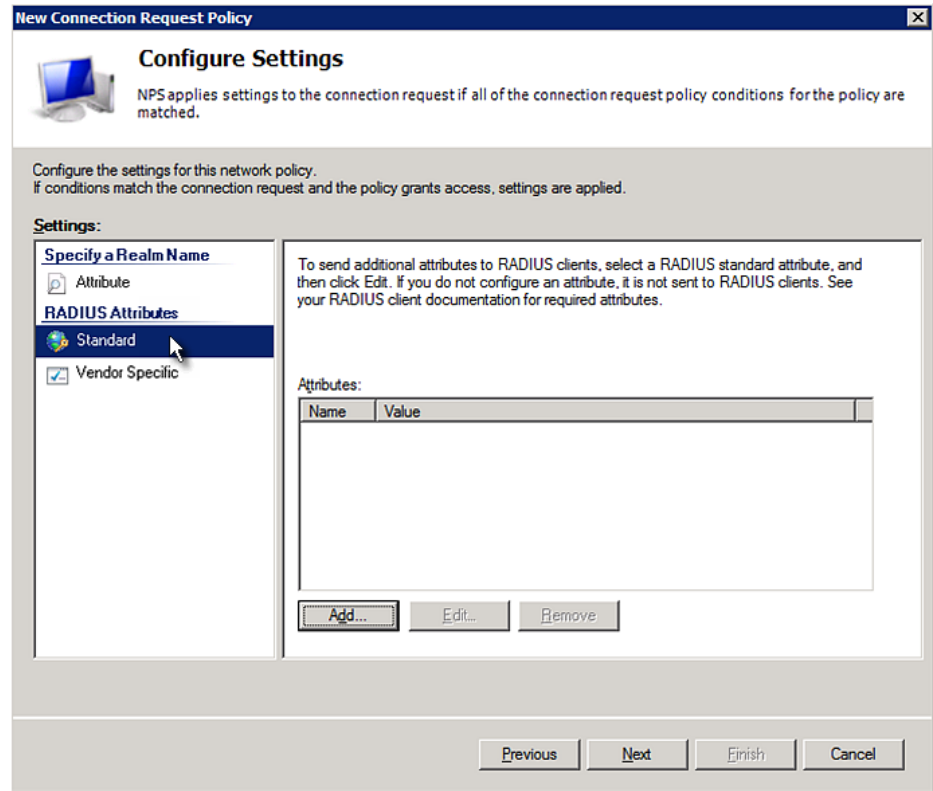 New Connection Request Policy
Configure Settings
NPS applies settings to the connection request if all of the connection request policy conditions for the policy are
matched.
Configure the settings for this network policy.
If conditions match the connection request and the policy grants access, settings are applied.
Settings:
Specify a Realm Name
Attribute
RADIUS Attributes
Standard
Vendor Specific
To send additional attributes to RADIUS clients, select a RADIUS standard attribute, and
then click Edit. If you do not configure an attribute, it is not sent to RADIUS clients. See
your RADIUS client documentation for required attributes.
Attributes:
Name Value
Add... Edit... Remove
Previous Next Finish Cancel